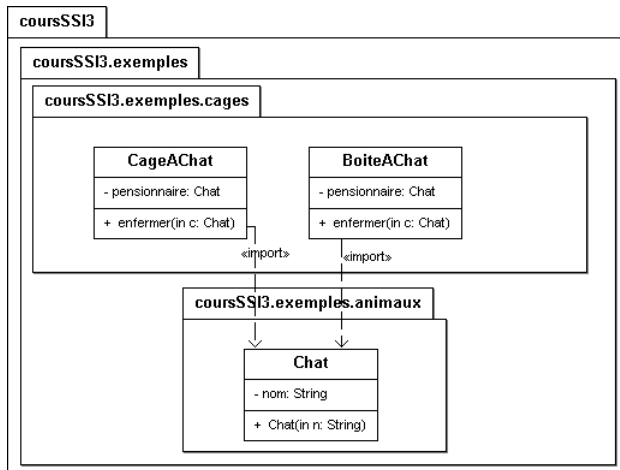 coursSSI3
coursSSI3.exemples
coursSSI3.exemples.cages
CageAChat
- pensionnaire: Chat
+ enfermer(in c: Chat)
BoiteAChat
- pensionnaire: Chat
+ enfermer(in c: Chat)
«import»
«import»
coursSSI3.exemples.animaux
Chat
- nom: String
+ Chat(in n: String)